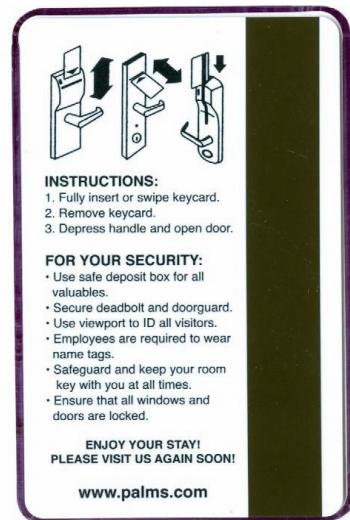 INSTRUCTIONS:
1. Fully insert or swipe keycard.
2. Remove keycard.
3. Depress handle and open door.
FOR YOUR SECURITY:
• Use safe deposit box for all
valuables.
• Secure deadbolt and doorguard.
• Use viewport to ID all visitors.
• Employees are required to wear
name tags.
• Safeguard and keep your room
key with you at all times.
• Ensure that all windows and
doors are locked.
ENJOY YOUR STAY!
PLEASE VISIT US AGAIN SOON!
www.palms.com